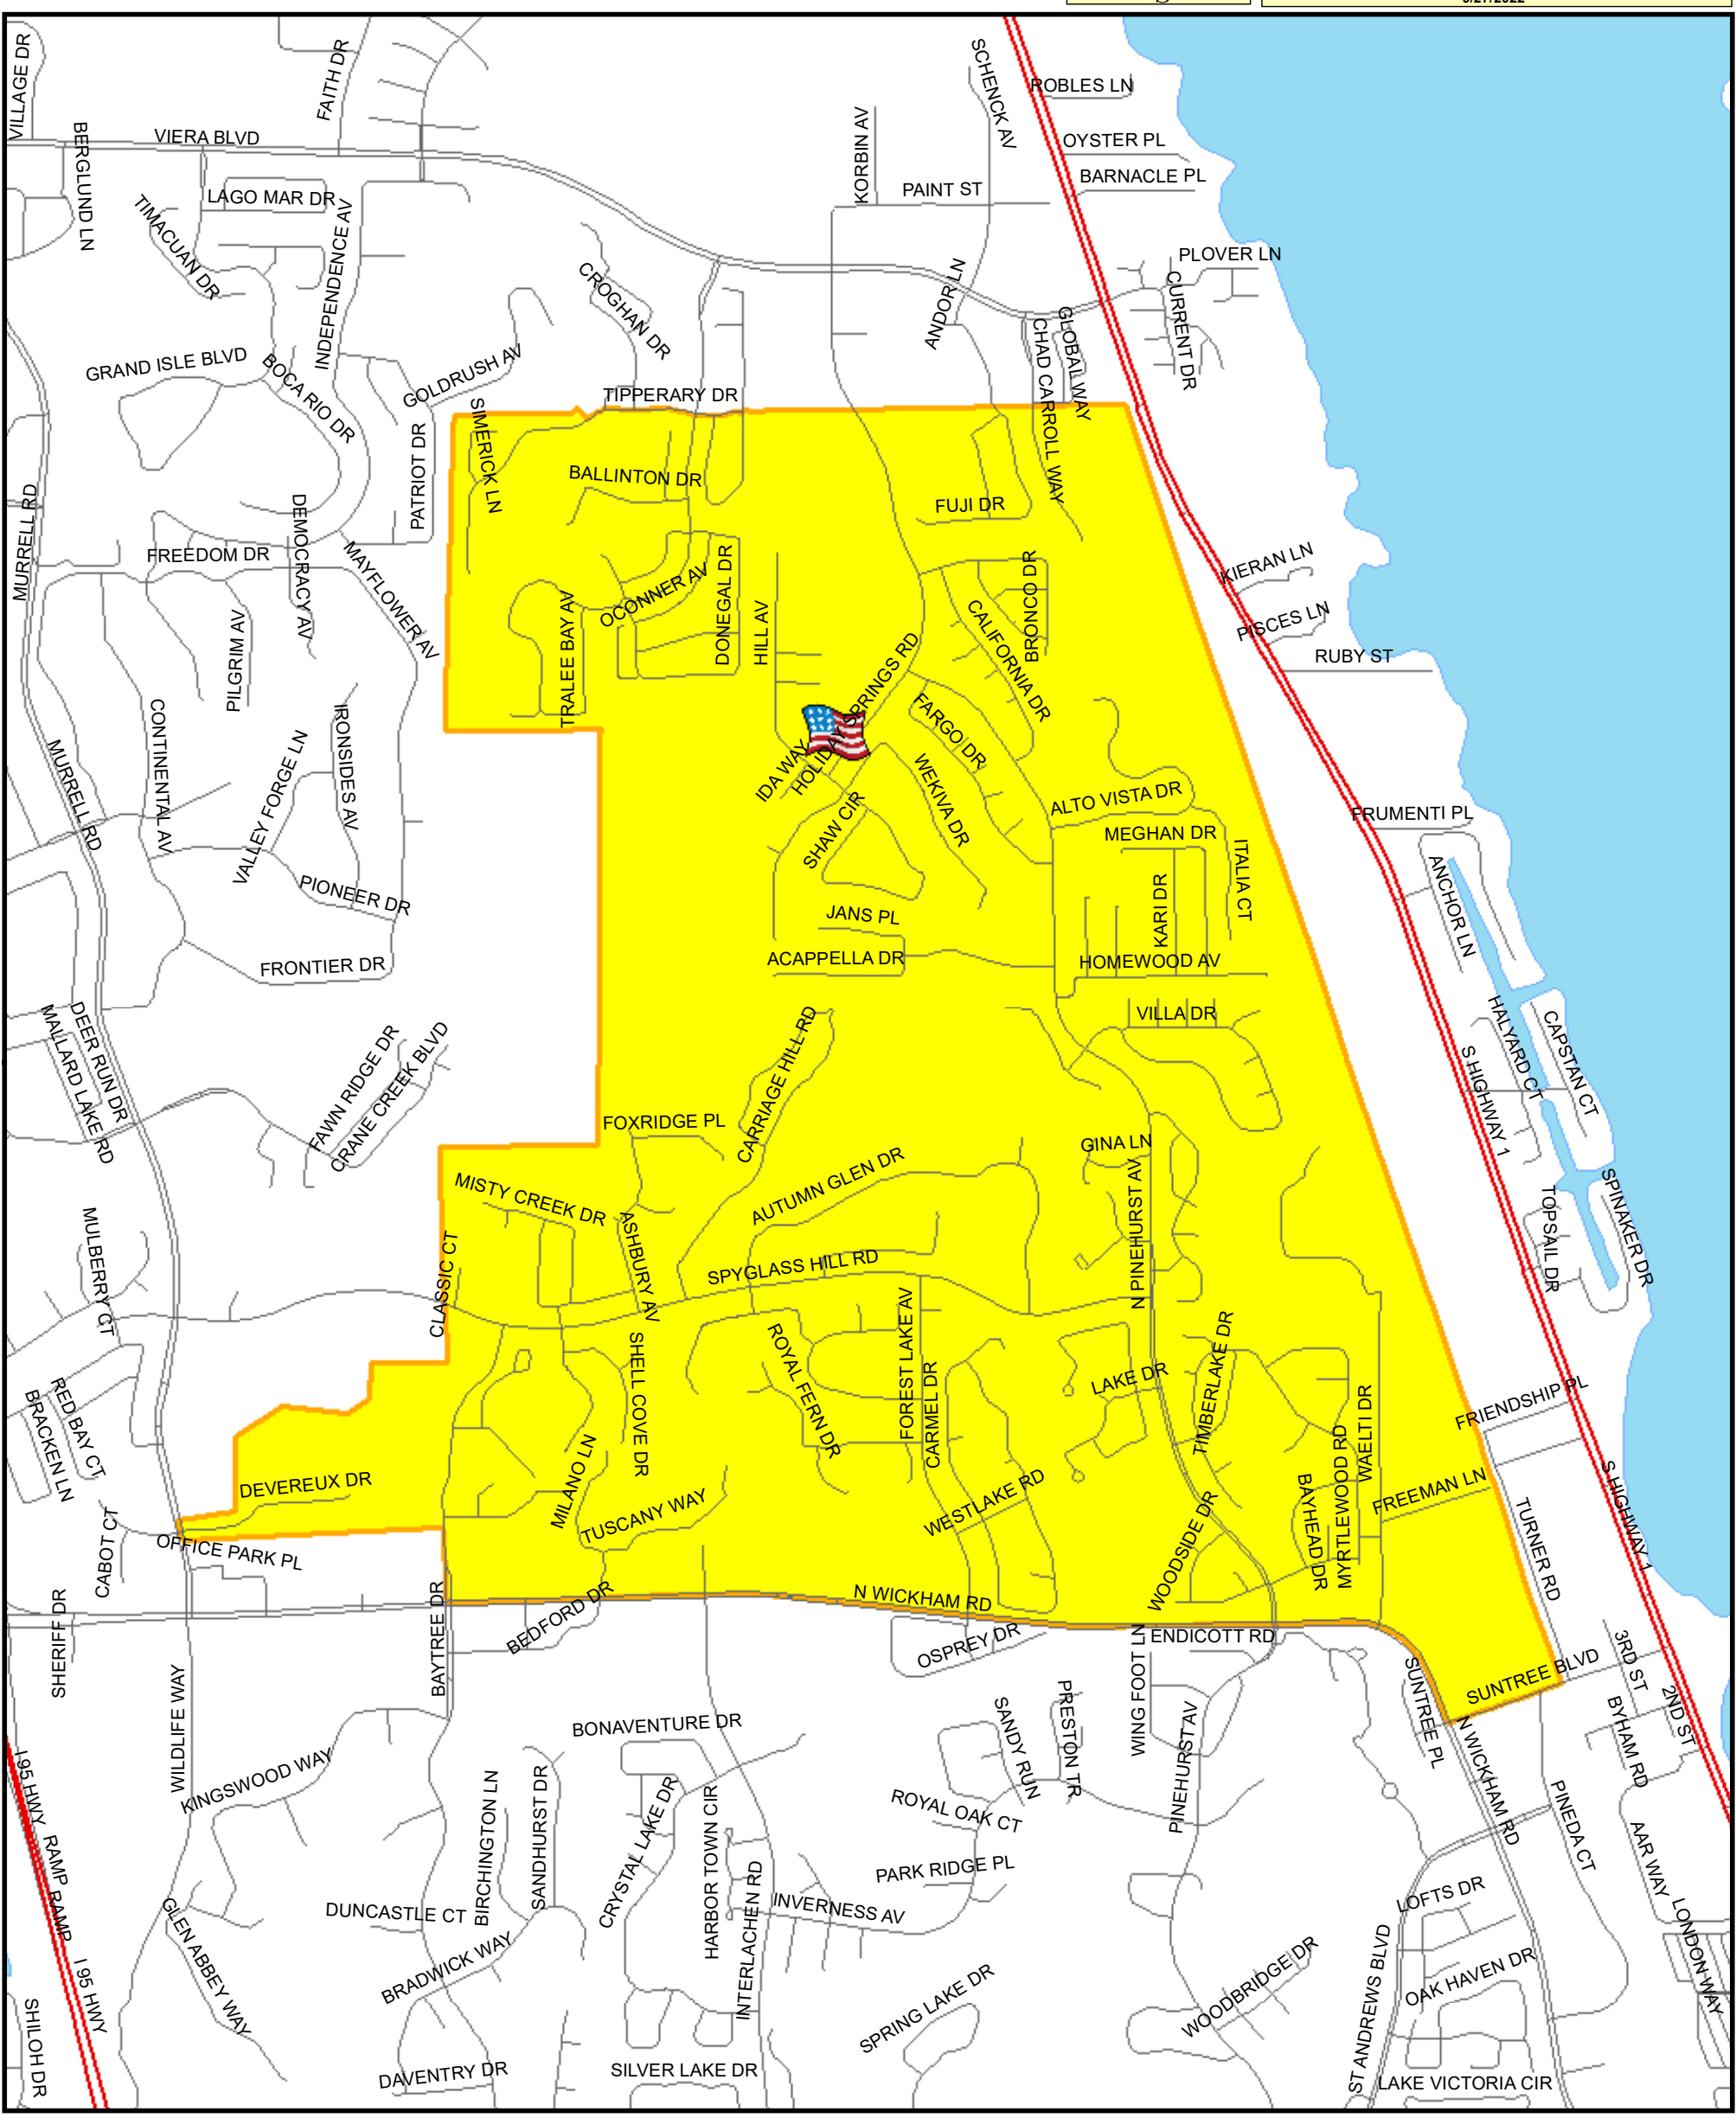 VILLAGE DR
FAITH DR
SCHENCK AV
ROBLES LN
BERGLUND LN
VIERA BLVD
KORBIN AV
OYSTER PL
BARNACLE PL
LAGO MAR DR
PAINT ST
TIMACUAN DR
INDEPENDENCE AV
CROGHAN DR
ANDOR LN
PLOVER LN
CURRENT DR
GLOBAL WAY
CHAD CARROLL WAY
GRAND ISLE BLVD
BOCA RIO DR
GOLDRUSH AV
TIPPERARY DR
SIMERICK LN
PATRIOT DR
BALLINTON DR
FUJI DR
MURRELL RD
DEMOCRACY AV
FREEDOM DR
MAYFLOWER AV
OCONNER AV
DONEGAL DR
HILL AV
BRONCO DR
CALIFORNIA DR
KIERAN LN
PISCES LN
RUBY ST
PILGRIM AV
TRALEE BAY AV
HOLIDAY SPRINGS RD
FARGO DR
CONTINENTAL AV
IRONSIDES AV
VALLEY FORGE LN
MURRELL RD
IDA WAY
WEKIVA DR
SHAW CIR
ALTO VISTA DR
MEGHAN DR
ITALIA CT
FRUMENTI PL
ANCHOR LN
PIONEER DR
JANS PL
KARI DR
FRONTIER DR
ACAPPELLA DR
HOMEWOOD AV
MALLARD LAKE RD
DEER RUN DR
FAWN RIDGE DR
CRANE CREEK BLVD
CARRIAGE HILL RD
VILLA DR
HALYARD CT
CAPSTAN CT
S HIGHWAY 1
FOXRIDGE PL
GINA LN
MISTY CREEK DR
AUTUMN GLEN DR
N PINEHURST AV
TOPSAIL DR
SPINAKER DR
MULBERRY CT
CLASSIC CT
ASHBURY AV
SPYGLASS HILL RD
FOREST LAKE AV
CARMEL DR
ROYAL FERN DR
SHELL COVE DR
LAKE DR
TIMBERLAKE DR
WAELTI DR
MYRTLEWOOD RD
FRIENDSHIP PL
RED BAY CT
BRACKEN LN
MILANO LN
DEVEREUX DR
TUSCANY WAY
WESTLAKE RD
WOODSIDE DR
BAYHEAD DR
FREEMAN LN
TURNER RD
S HIGHWAY 1
CABOT CT
OFFICE PARK PL
SHERIFF DR
BAYTREE DR
BEDFORD DR
N WICKHAM RD
OSPREY DR
WING FOOT LN
ENDICOTT RD
SUNTREE PL
SUNTREE BLVD
3RD ST
2ND ST
BYHAM RD
WILDLIFE WAY
BONAVENTURE DR
SANDY RUN
PRESTON TR
PINEHURST AV
N WICKHAM RD
PINEDA CT
I 95 HWY
RAMP
RAMP
I 95 HWY
KINGSWOOD WAY
BIRCHINGTON LN
SANDHURST DR
CRYSTAL LAKE DR
HARBOR TOWN CIR
ROYAL OAK CT
PARK RIDGE PL
INTERLACHEN RD
INVERNESS AV
AAR WAY
LONDON WAY
LOFTS DR
GLEN ABBEY WAY
DUNCASTLE CT
BRADWICK WAY
SPRING LAKE DR
WOODBRIDGE DR
ST ANDREWS BLVD
OAK HAVEN DR
SHILOH DR
DAVENTRY DR
SILVER LAKE DR
LAKE VICTORIA CIR